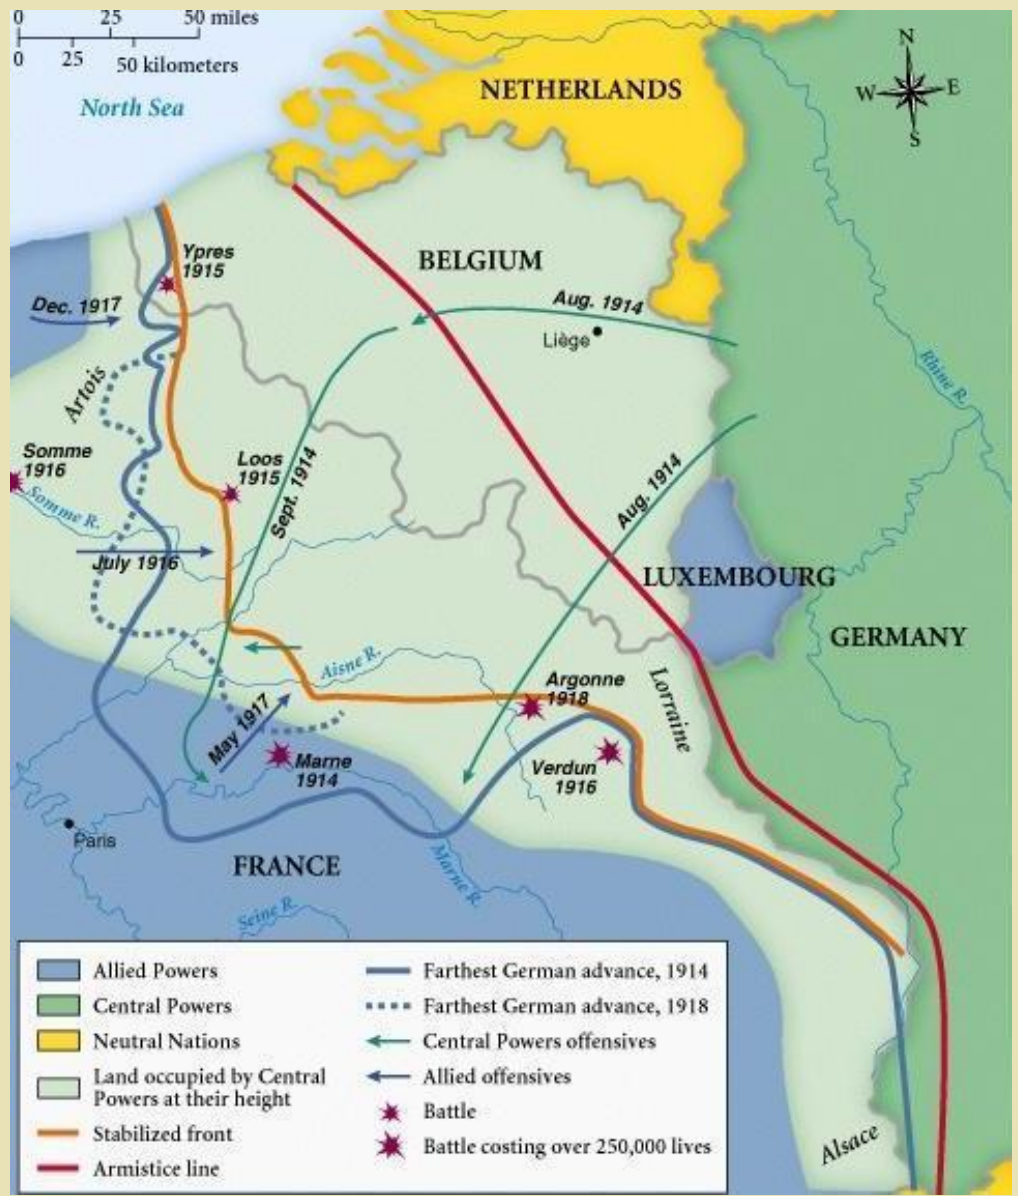 0 25 50 miles
0 25 50 kilometers
North Sea
NETHERLANDS
N
W E
S
Ypres
1915
BELGIUM
Dec. 1917
Aug. 1914
Liège
Rhine R.
Artois
Somme
1916
Loos
1915
Sept. 1914
Aug. 1914
Somme R.
July 1916
LUXEMBOURG
GERMANY
Aisne R.
Argonne
1918
Lorraine
May 1917
Marne
1914
Verdun
1916
Paris
FRANCE
Marne R.
Seine R.
Alsace
Allied Powers
Central Powers
Neutral Nations
Land occupied by Central
Powers at their height
Stabilized front
Armistice line
Farthest German advance, 1914
Farthest German advance, 1918
Central Powers offensives
Allied offensives
Battle
Battle costing over 250,000 lives